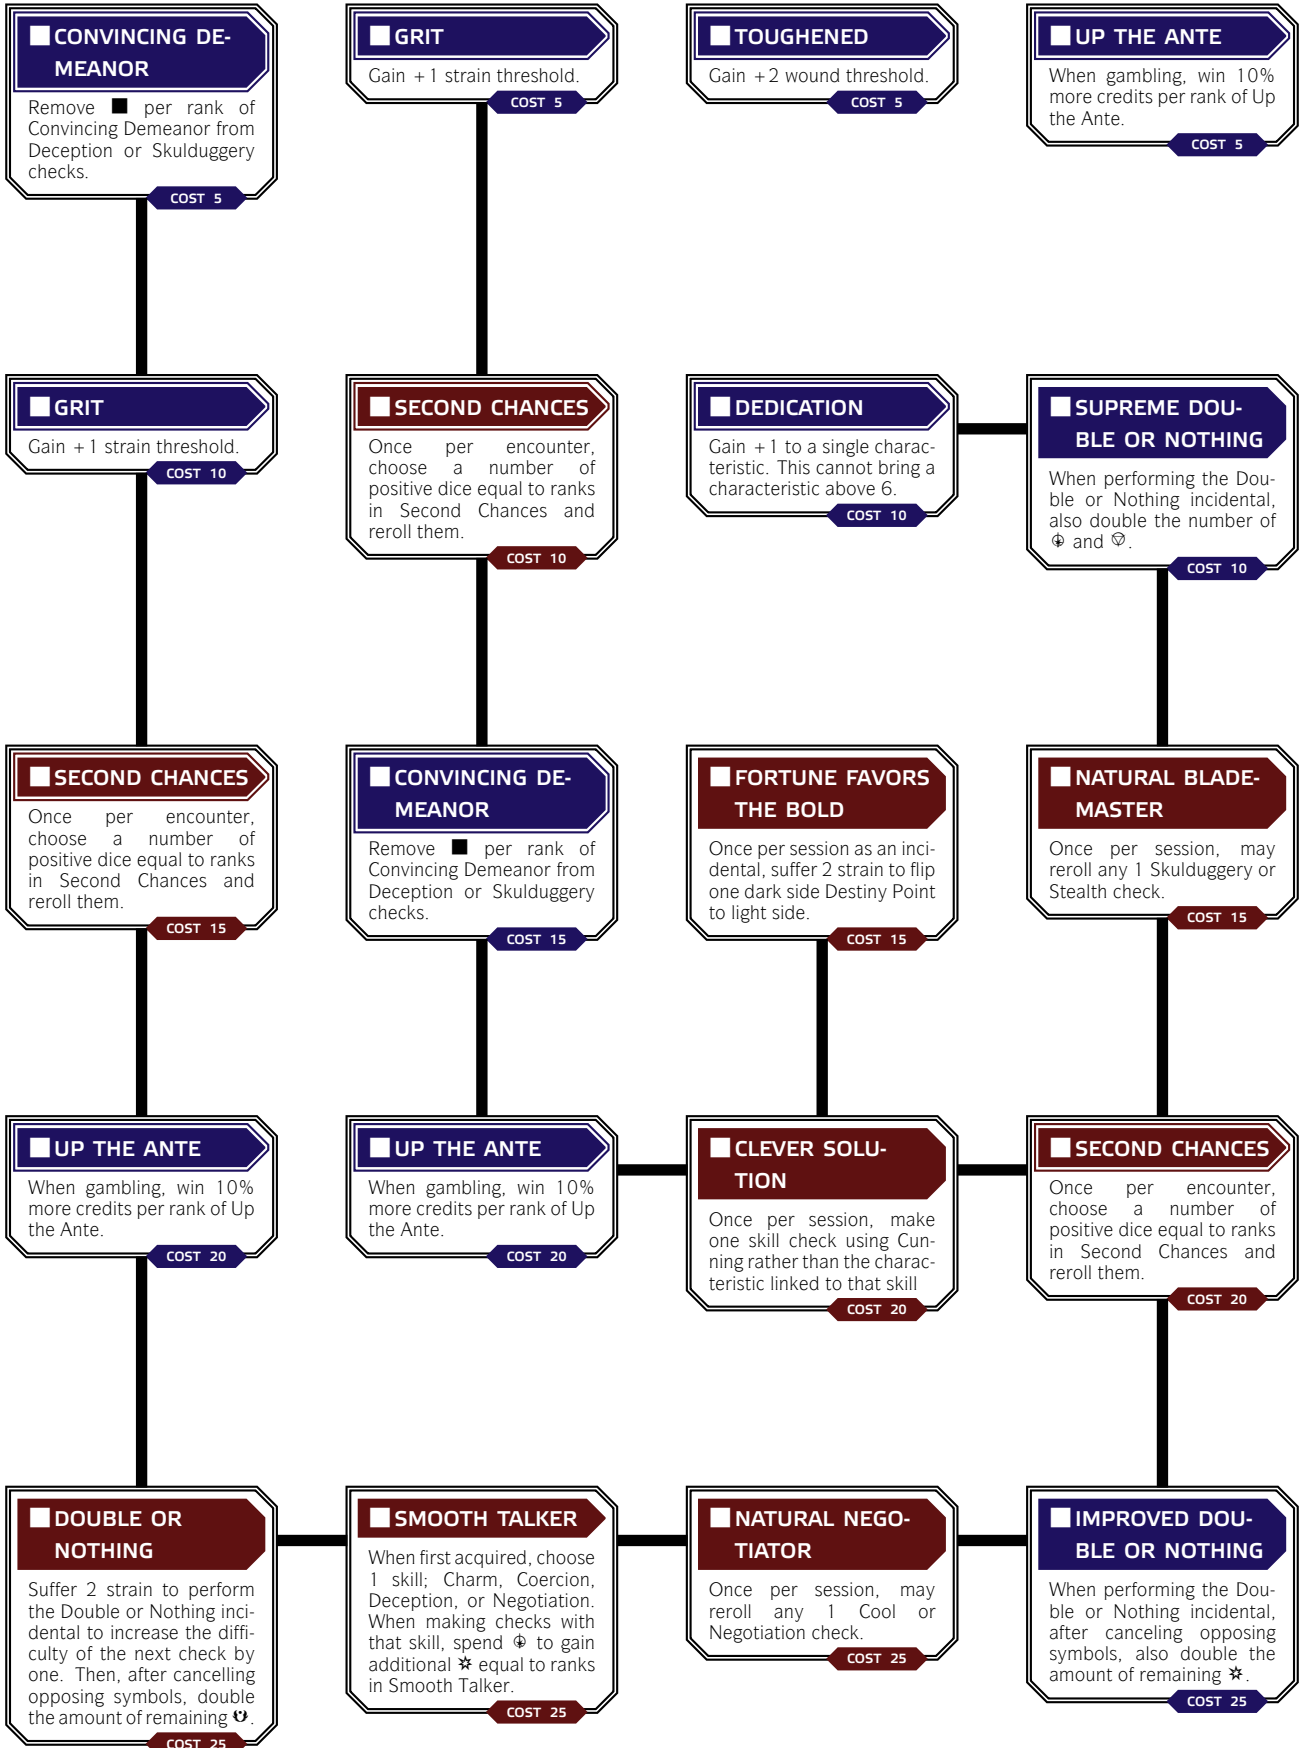 CONVINCING DE-
MEANOR
Remove ■ per rank of
Convincing Demeanor from
Deception or Skulduggery
checks.
COST 5
GRIT
Gain +1 strain threshold.
COST 5
TOUGHENED
Gain +2 wound threshold.
COST 5
UP THE ANTE
When gambling, win 10%
more credits per rank of Up
the Ante.
COST 5
GRIT
Gain +1 strain threshold.
COST 10
SECOND CHANCES
Once per encounter,
choose a number of
positive dice equal to ranks
in Second Chances and
reroll them.
COST 10
DEDICATION
Gain +1 to a single charac-
teristic. This cannot bring a
characteristic above 6.
COST 10
SUPREME DOU-
BLE OR NOTHING
When performing the Dou-
ble or Nothing incidental,
also double the number of
and .
COST 10
SECOND CHANCES
Once per encounter,
choose a number of
positive dice equal to ranks
in Second Chances and
reroll them.
COST 15
CONVINCING DE-
MEANOR
Remove ■ per rank of
Convincing Demeanor from
Deception or Skulduggery
checks.
COST 15
FORTUNE FAVORS
THE BOLD
Once per session as an inci-
dental, suffer 2 strain to flip
one dark side Destiny Point
to light side.
COST 15
NATURAL BLADE-
MASTER
Once per session, may
reroll any 1 Skulduggery or
Stealth check.
COST 15
UP THE ANTE
When gambling, win 10%
more credits per rank of Up
the Ante.
COST 20
UP THE ANTE
When gambling, win 10%
more credits per rank of Up
the Ante.
COST 20
CLEVER SOLU-
TION
Once per session, make
one skill check using Cun-
ning rather than the charac-
teristic linked to that skill
COST 20
SECOND CHANCES
Once per encounter,
choose a number of
positive dice equal to ranks
in Second Chances and
reroll them.
COST 20
DOUBLE OR
NOTHING
Suffer 2 strain to perform
the Double or Nothing inci-
dental to increase the diffi-
culty of the next check by
one. Then, after cancelling
opposing symbols, double
the amount of remaining .
COST 25
SMOOTH TALKER
When first acquired, choose
1 skill; Charm, Coercion,
Deception, or Negotiation.
When making checks with
that skill, spend to gain
additional equal to ranks
in Smooth Talker.
COST 25
NATURAL NEGO-
TIATOR
Once per session, may
reroll any 1 Cool or
Negotiation check.
COST 25
IMPROVED DOU-
BLE OR NOTHING
When performing the Dou-
ble or Nothing incidental,
after canceling opposing
symbols, also double the
amount of remaining .
COST 25